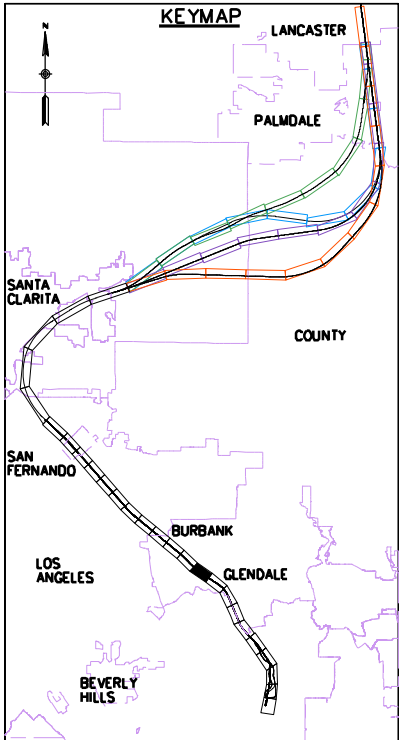 KEYMAP
N
LANCASTER
PALMDALE
SANTA
CLARITA
COUNTY
SAN
FERNANDO
BURBANK
LOS
ANGELES
GLENDALE
BEVERLY
HILLS